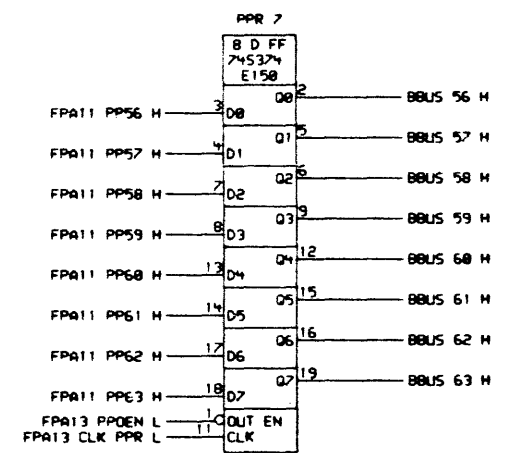 PPR 7
8 D FF
74S374
E150
Q0 2 BBUS 56 H
FPA11 PP56 H 3 D0
Q1 5 BBUS 57 H
FPA11 PP57 H 4 D1
Q2 6 BBUS 58 H
FPA11 PP58 H 7 D2
Q3 9 BBUS 59 H
FPA11 PP59 H 8 D3
Q4 12 BBUS 60 H
FPA11 PP60 H 13 D4
Q5 15 BBUS 61 H
FPA11 PP61 H 14 D5
Q6 16 BBUS 62 H
FPA11 PP62 H 17 D6
Q7 19 BBUS 63 H
FPA11 PP63 H 18 D7
FPA13 PPOEN L 1 OUT EN
FPA13 CLK PPR L 11 CLK